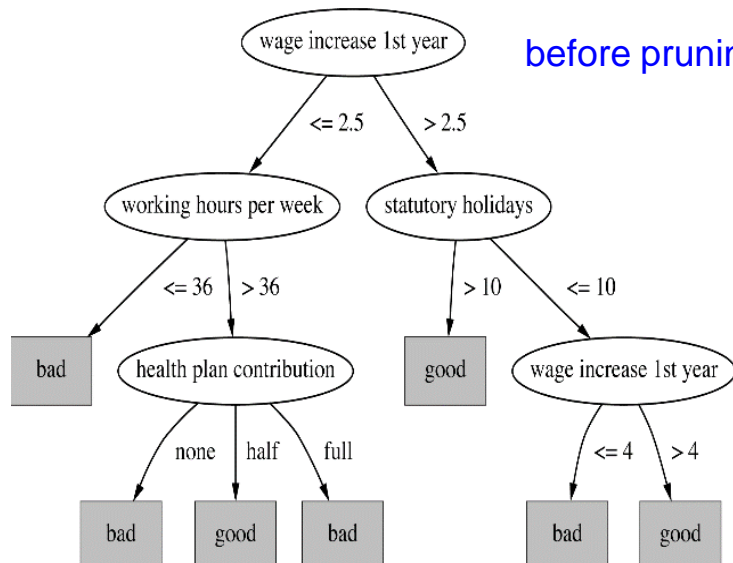 wage increase 1st year
before prunin
<= 2.5
> 2.5
working hours per week
statutory holidays
<= 36
> 36
> 10
<= 10
bad
health plan contribution
good
wage increase 1st year
none
half
full
<= 4
> 4
bad
good
bad
bad
good